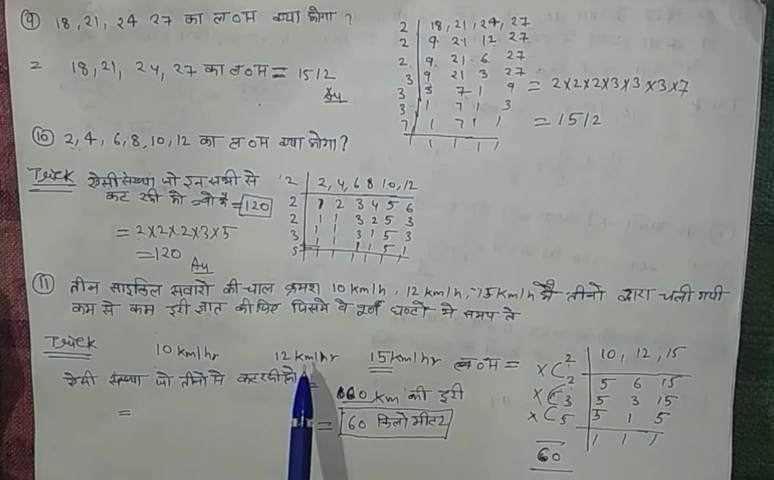 ⑨ 18, 21, 24 27 का ल०म क्या होगा ?
= 18, 21, 24, 27 का ल०म = 1512
Ans
2 | 18, 21, 24, 27
2 | 9 21 12 27
2 | 9 21 6 27
3 | 9 21 3 27
3 | 3 7 1 9
3 | 1 7 1 3
7 | 1 7 1 1
1 1 1 1
= 2×2×2×3×3×3×7
= 1512
⑩ 2, 4, 6, 8, 10, 12 का ल०म क्या होगा ?
Trick ऐसी संख्या जो इन सभी से
कट रही हो = 120
= 2×2×2×3×5
= 120
Ans
2 | 2, 4, 6 8 10, 12
2 | 1 2 3 4 5 6
2 | 1 1 3 2 5 3
3 | 1 1 3 1 5 3
5 | 1 1 1 1 5 1
⑪ तीन साइकिल सवारो की चाल क्रमश 10 km/h, 12 km/h, 15 km/h है तीनो द्वारा चली गयी
कम से कम दूरी ज्ञात कीजिए जिसमे वे पूर्ण घण्टो मे समय ले
Trick
10 km/hr 12 km/hr 15 km/hr ल०म =
ऐसी संख्या जो तीनो मे कट रही हो =
60 km की दूरी
=
= 60 किलोमीटर
2 | 10, 12, 15
2 | 5 6 15
3 | 5 3 15
5 | 5 1 5
1 1 1
60